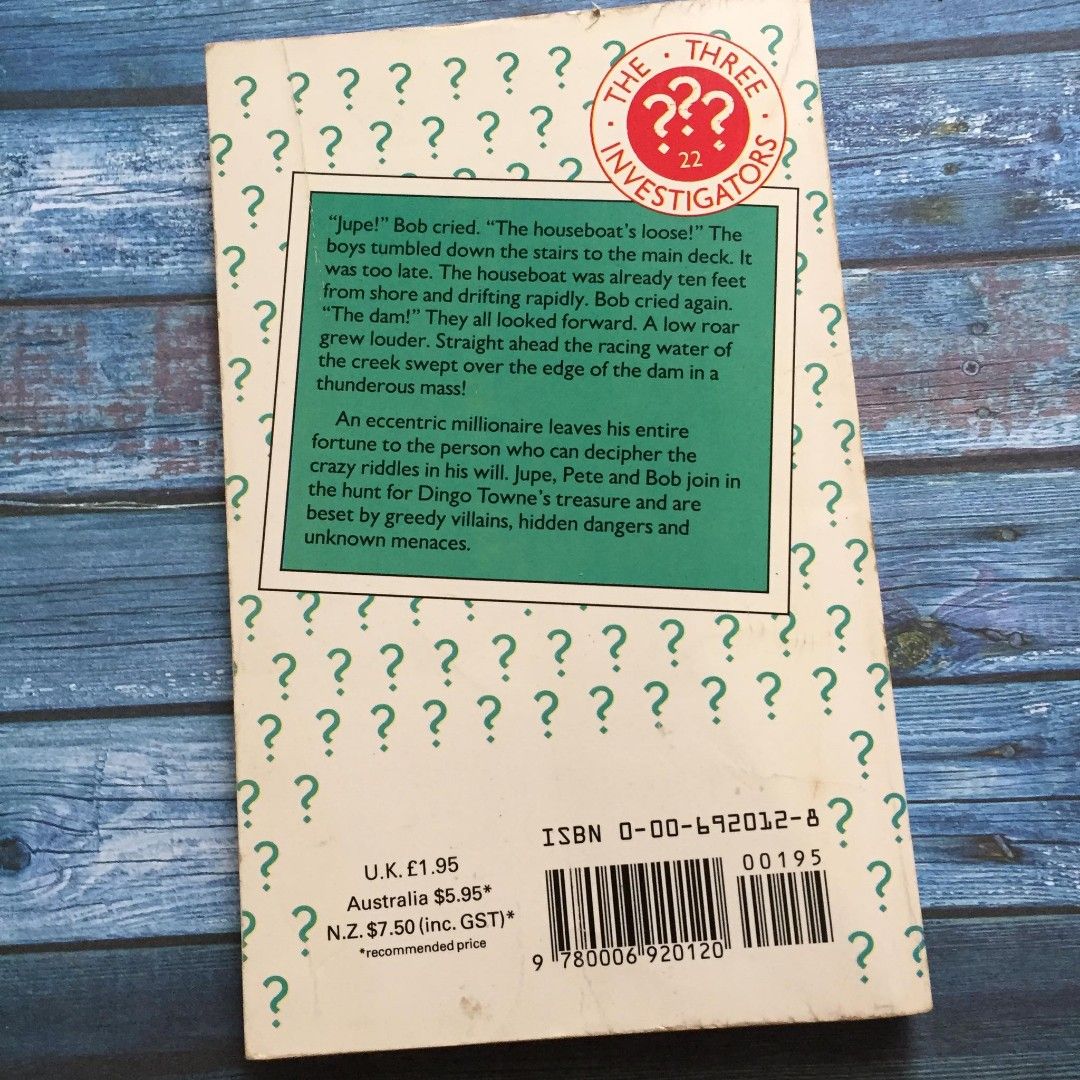 THE · THREE ·
INVESTIGATORS ·
???
22
“Jupe!” Bob cried. “The houseboat’s loose!” The
boys tumbled down the stairs to the main deck. It
was too late. The houseboat was already ten feet
from shore and drifting rapidly. Bob cried again.
“The dam!” They all looked forward. A low roar
grew louder. Straight ahead the racing water of
the creek swept over the edge of the dam in a
thunderous mass!
An eccentric millionaire leaves his entire
fortune to the person who can decipher the
crazy riddles in his will. Jupe, Pete and Bob join in
the hunt for Dingo Towne’s treasure and are
beset by greedy villains, hidden dangers and
unknown menaces.
U.K. £1.95
Australia $5.95*
N.Z. $7.50 (inc. GST)*
*recommended price
ISBN 0-00-692012-8
00195
9 780006 920120